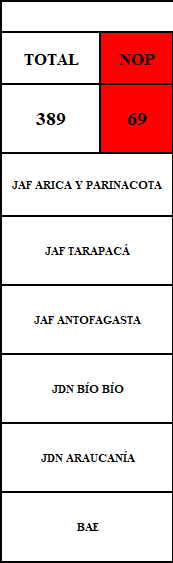 TOTAL NOP
389 69
JAF ARICA Y PARINACOTA
JAF TARAPACÁ
JAF ANTOFAGASTA
JDN BÍO BÍO
JDN ARAUCANÍA
BAE